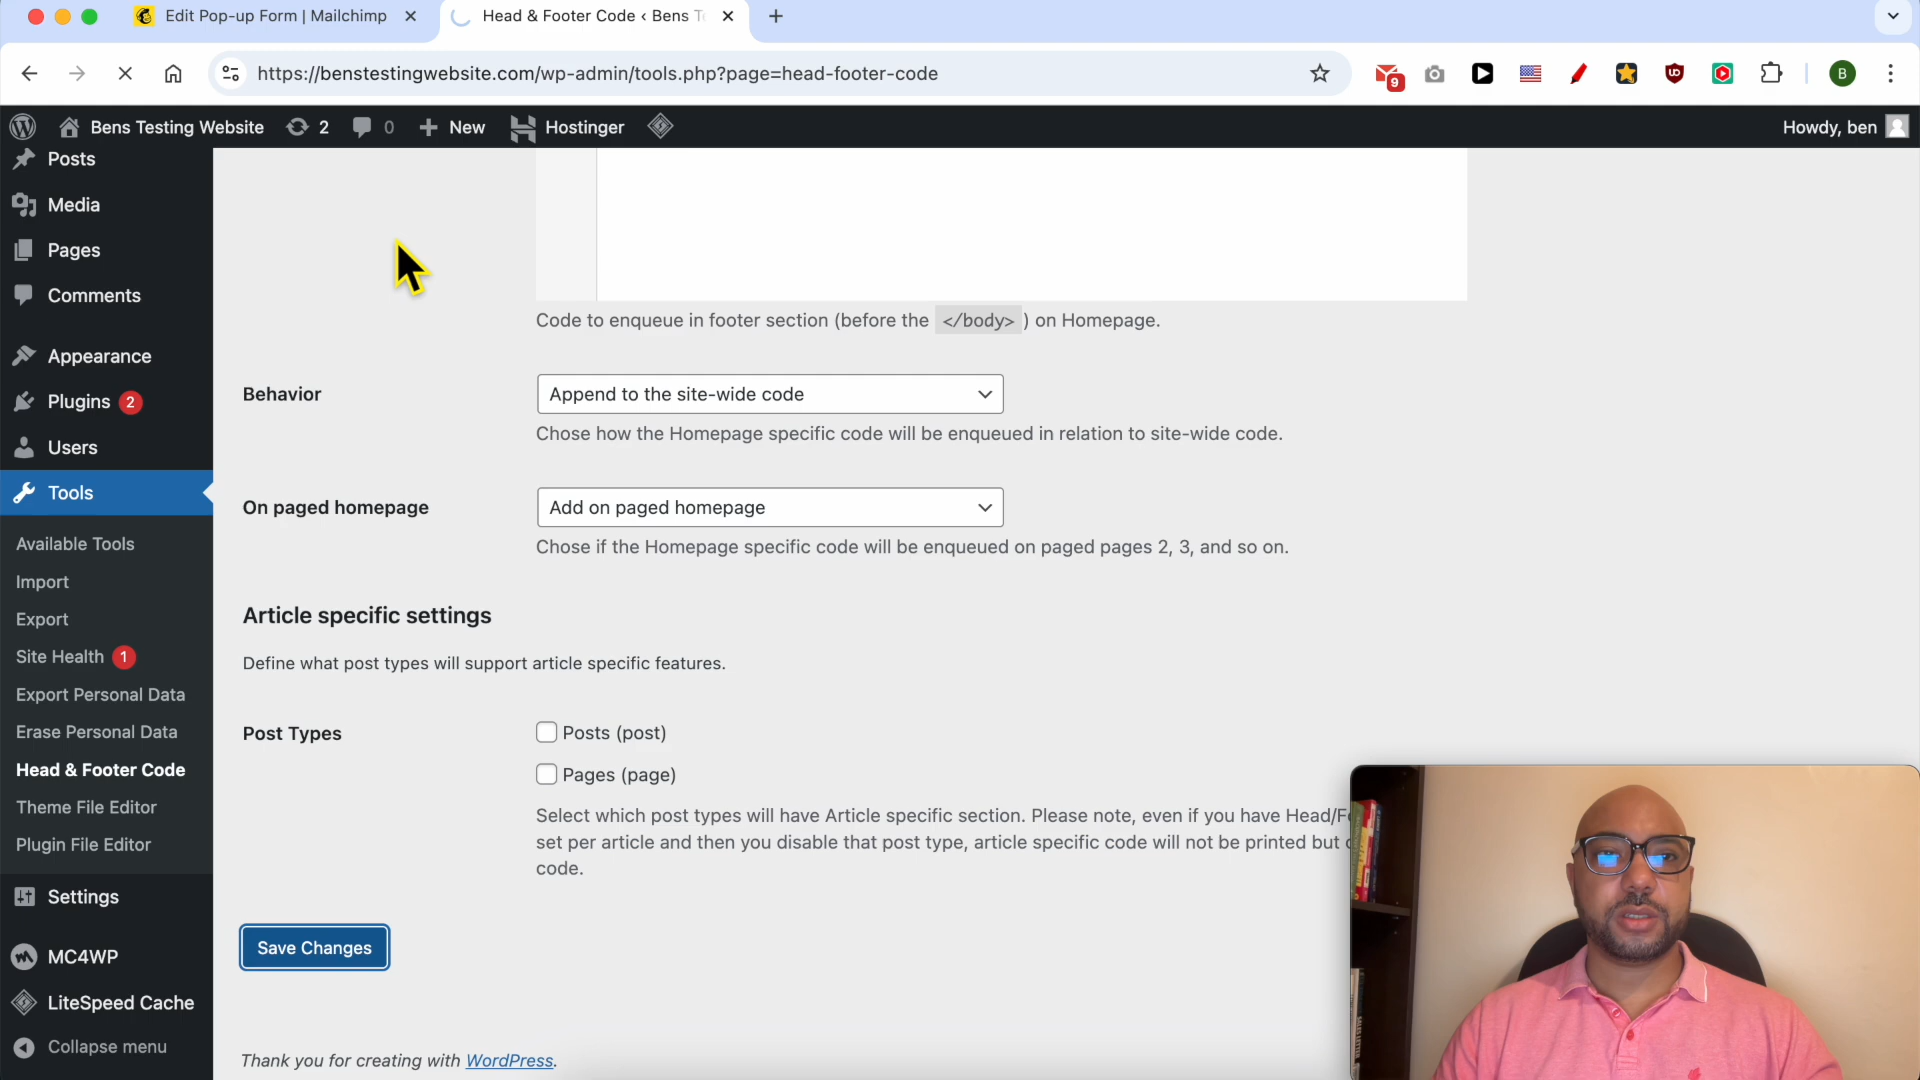 Edit Pop-up Form | Mailchimp
Head & Footer Code ‹ Bens Te
https://benstestingwebsite.com/wp-admin/tools.php?page=head-footer-code
9
B
Bens Testing Website
2
0
New
Hostinger
Howdy, ben
Posts
Media
Pages
Comments
Appearance
Plugins 2
Users
Tools
Available Tools
Import
Export
Site Health 1
Export Personal Data
Erase Personal Data
Head & Footer Code
Theme File Editor
Plugin File Editor
Settings
MC4WP
LiteSpeed Cache
Collapse menu
Code to enqueue in footer section (before the </body> ) on Homepage.
Behavior
Append to the site-wide code
Chose how the Homepage specific code will be enqueued in relation to site-wide code.
On paged homepage
Add on paged homepage
Chose if the Homepage specific code will be enqueued on paged pages 2, 3, and so on.
Article specific settings
Define what post types will support article specific features.
Post Types
Posts (post)
Pages (page)
Select which post types will have Article specific section. Please note, even if you have Head/Fo
set per article and then you disable that post type, article specific code will not be printed but
code.
Save Changes
Thank you for creating with WordPress.